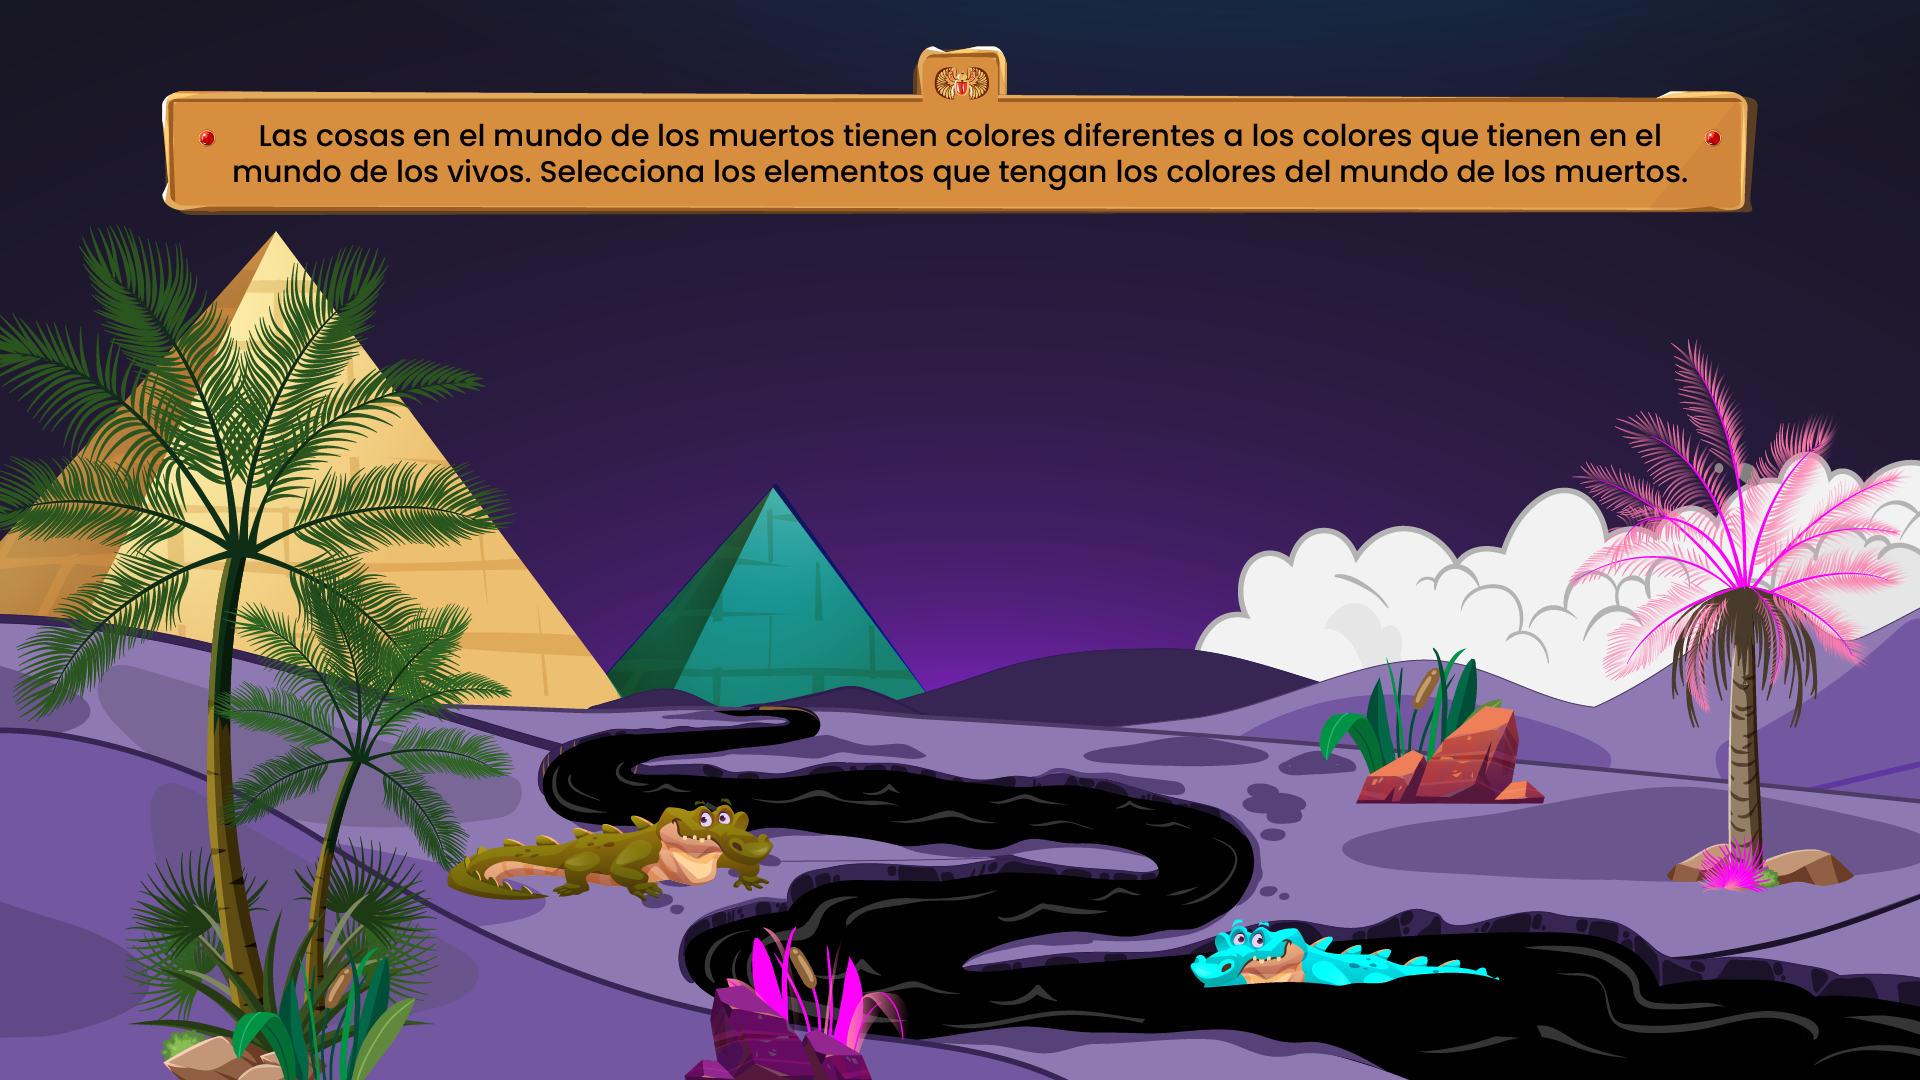 Las cosas en el mundo de los muertos tienen colores diferentes a los colores que tienen en el
mundo de los vivos. Selecciona los elementos que tengan los colores del mundo de los muertos.